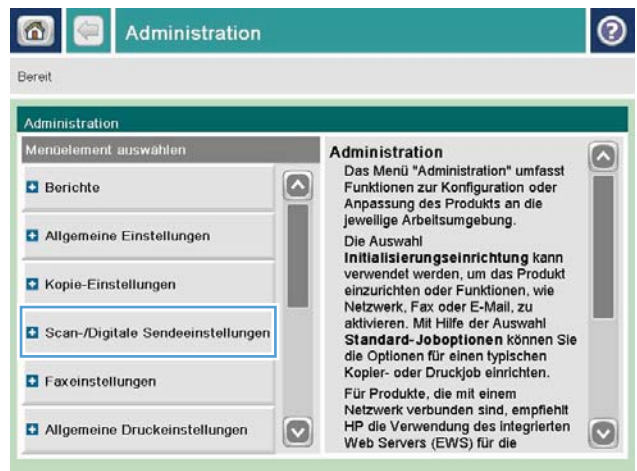 Administration
Bereit
Administration
Menüelement auswählen
Berichte
Allgemeine Einstellungen
Kopie-Einstellungen
Scan-/Digitale Sendeeinstellungen
Faxeinstellungen
Allgemeine Druckeinstellungen
Administration
Das Menü "Administration" umfasst
Funktionen zur Konfiguration oder
Anpassung des Produkts an die
jeweilige Arbeitsumgebung.
Die Auswahl
Initialisierungseinrichtung kann
verwendet werden, um das Produkt
einzurichten oder Funktionen, wie
Netzwerk, Fax oder E-Mail, zu
aktivieren. Mit Hilfe der Auswahl
Standard-Joboptionen können Sie
die Optionen für einen typischen
Kopier- oder Druckjob einrichten.
Für Produkte, die mit einem
Netzwerk verbunden sind, empfiehlt
HP die Verwendung des integrierten
Web Servers (EWS) für die